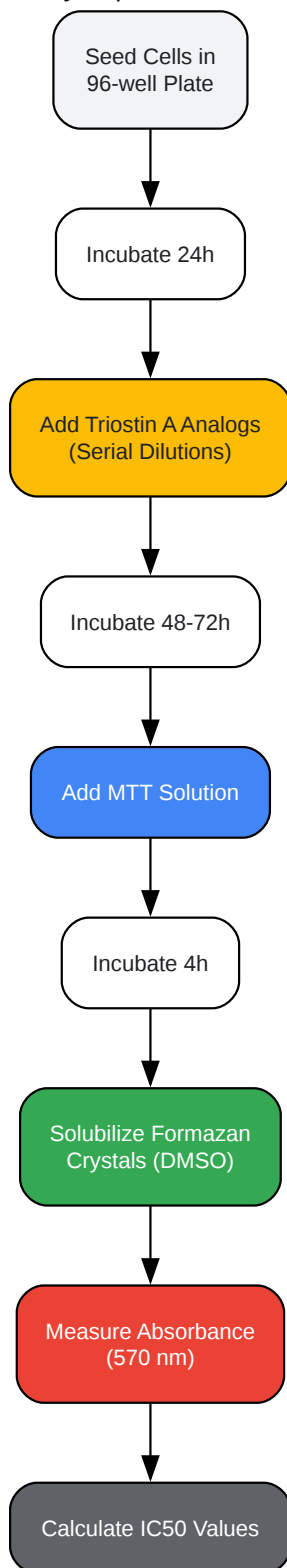 Seed Cells in
96-well Plate
Incubate 24h
Add Triostin A Analogs
(Serial Dilutions)
Incubate 48-72h
Add MTT Solution
Incubate 4h
Solubilize Formazan
Crystals (DMSO)
Measure Absorbance
(570 nm)
Calculate IC50 Values